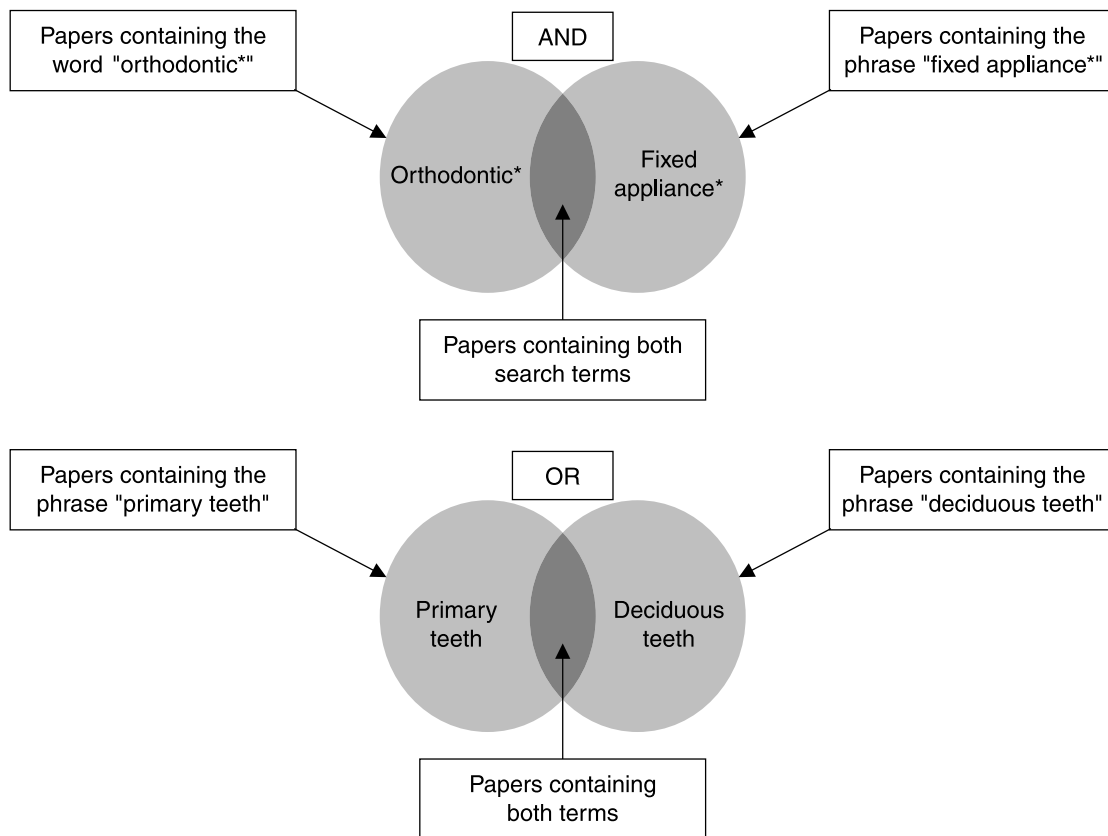 Papers containing the
word "orthodontic*"
AND
Papers containing the
phrase "fixed appliance*"
Orthodontic*
Fixed
appliance*
Papers containing both
search terms
Papers containing the
phrase "primary teeth"
OR
Papers containing the
phrase "deciduous teeth"
Primary
teeth
Deciduous
teeth
Papers containing
both terms